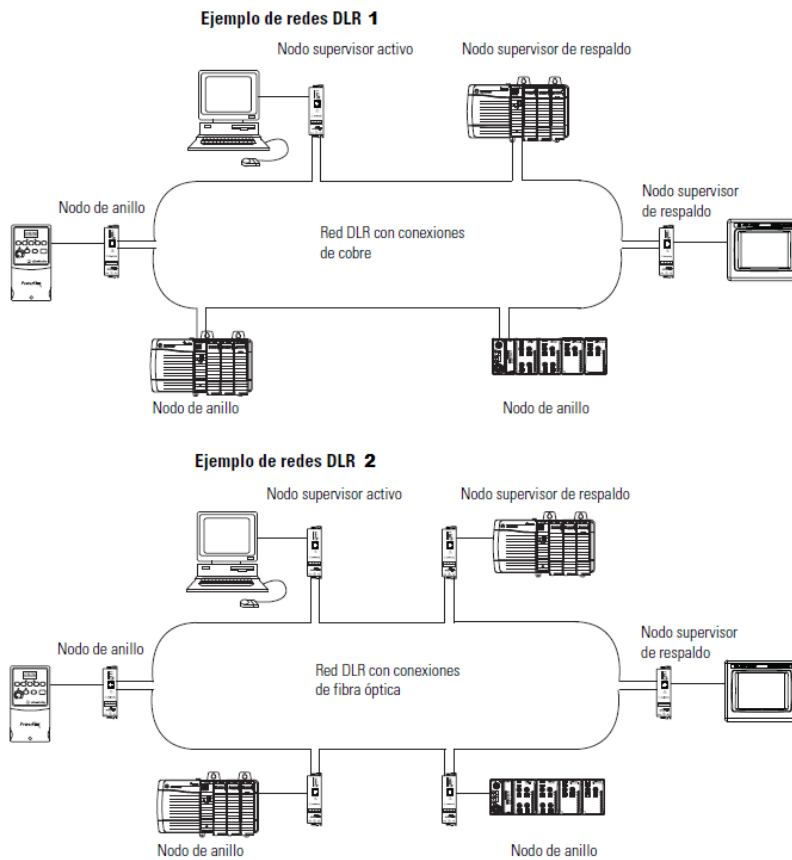 Ejemplo de redes DLR 1
Nodo supervisor activo
Nodo supervisor de respaldo
Nodo de anillo
Nodo supervisor
de respaldo
Red DLR con conexiones
de cobre
Nodo de anillo
Nodo de anillo
Ejemplo de redes DLR 2
Nodo supervisor activo
Nodo supervisor de respaldo
Nodo de anillo
Nodo supervisor
de respaldo
Red DLR con conexiones
de fibra óptica
Nodo de anillo
Nodo de anillo